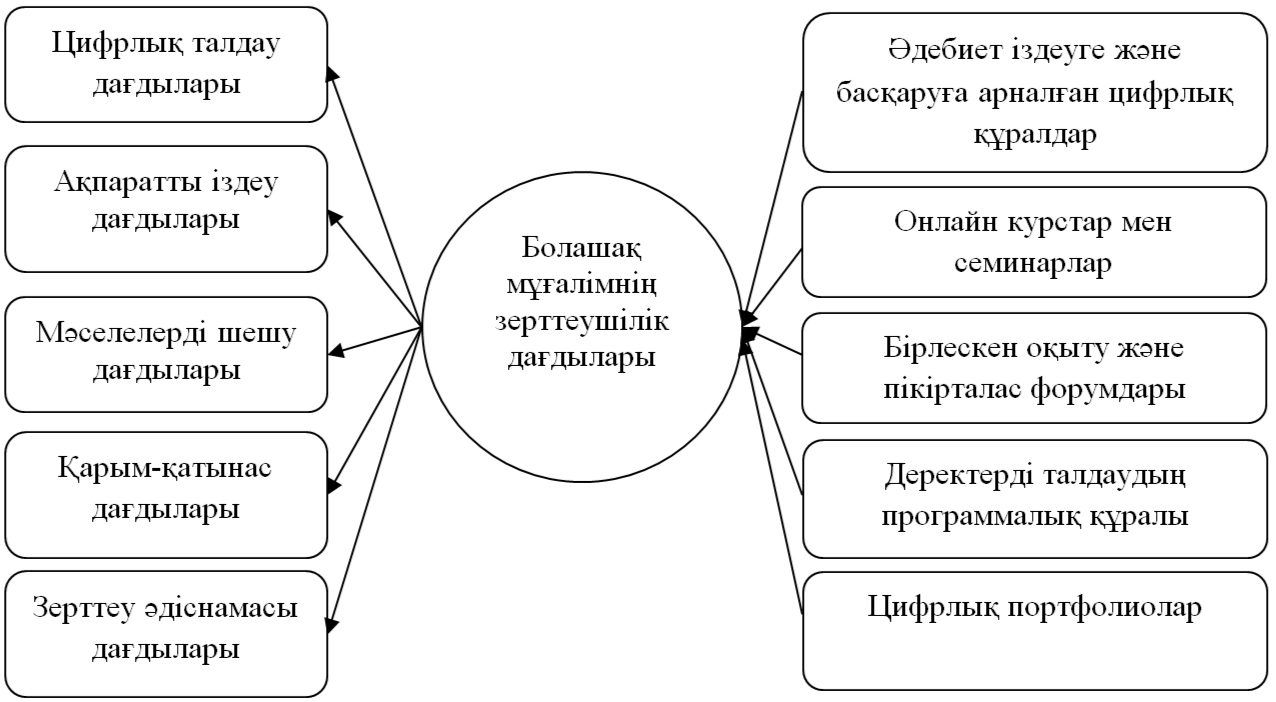 Цифрлық талдау
дағдылары
Ақпаратты іздеу
дағдылары
Мәселелерді шешу
дағдылары
Қарым-қатынас
дағдылары
Зерттеу әдіснамасы
дағдылары
Болашақ
мұғалімнің
зерттеушілік
дағдылары
Әдебиет іздеуге және
басқаруға арналған цифрлық
құралдар
Онлайн курстар мен
семинарлар
Бірлескен оқыту және
пікірталас форумдары
Деректерді талдаудың
программалық құралы
Цифрлық портфолиолар